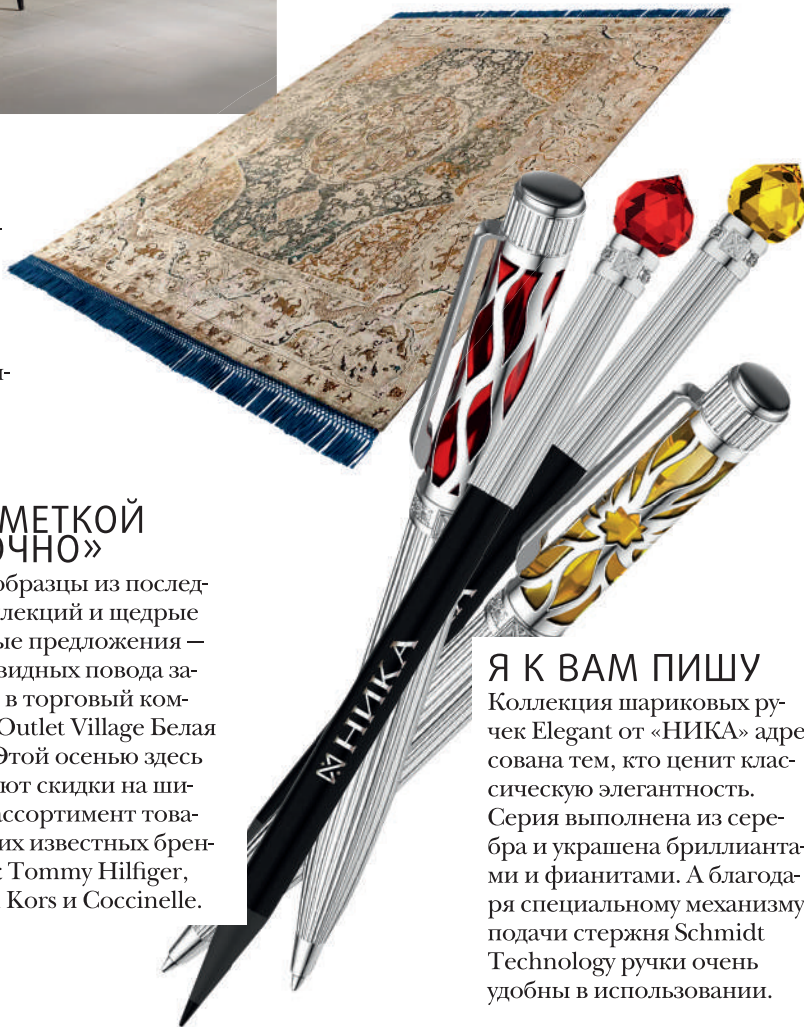 и-
МЕТКОЙ
ОЧНО»
образцы из послед-
лекций и щедрые
ые предложения —
видных повода за-
в торговый ком-
Outlet Village Белая
Этой осенью здесь
ют скидки на ши-
ассортимент това-
их известных брен-
Tommy Hilfiger,
Kors и Coccinelle.
НИКА
Я К ВАМ ПИШУ
Коллекция шариковых ру-
чек Elegant от «НИКА» адре
сована тем, кто ценит клас-
сическую элегантность.
Серия выполнена из сере-
бра и украшена бриллианта-
ми и фианитами. А благода-
ря специальному механизму
подачи стержня Schmidt
Technology ручки очень
удобны в использовании.